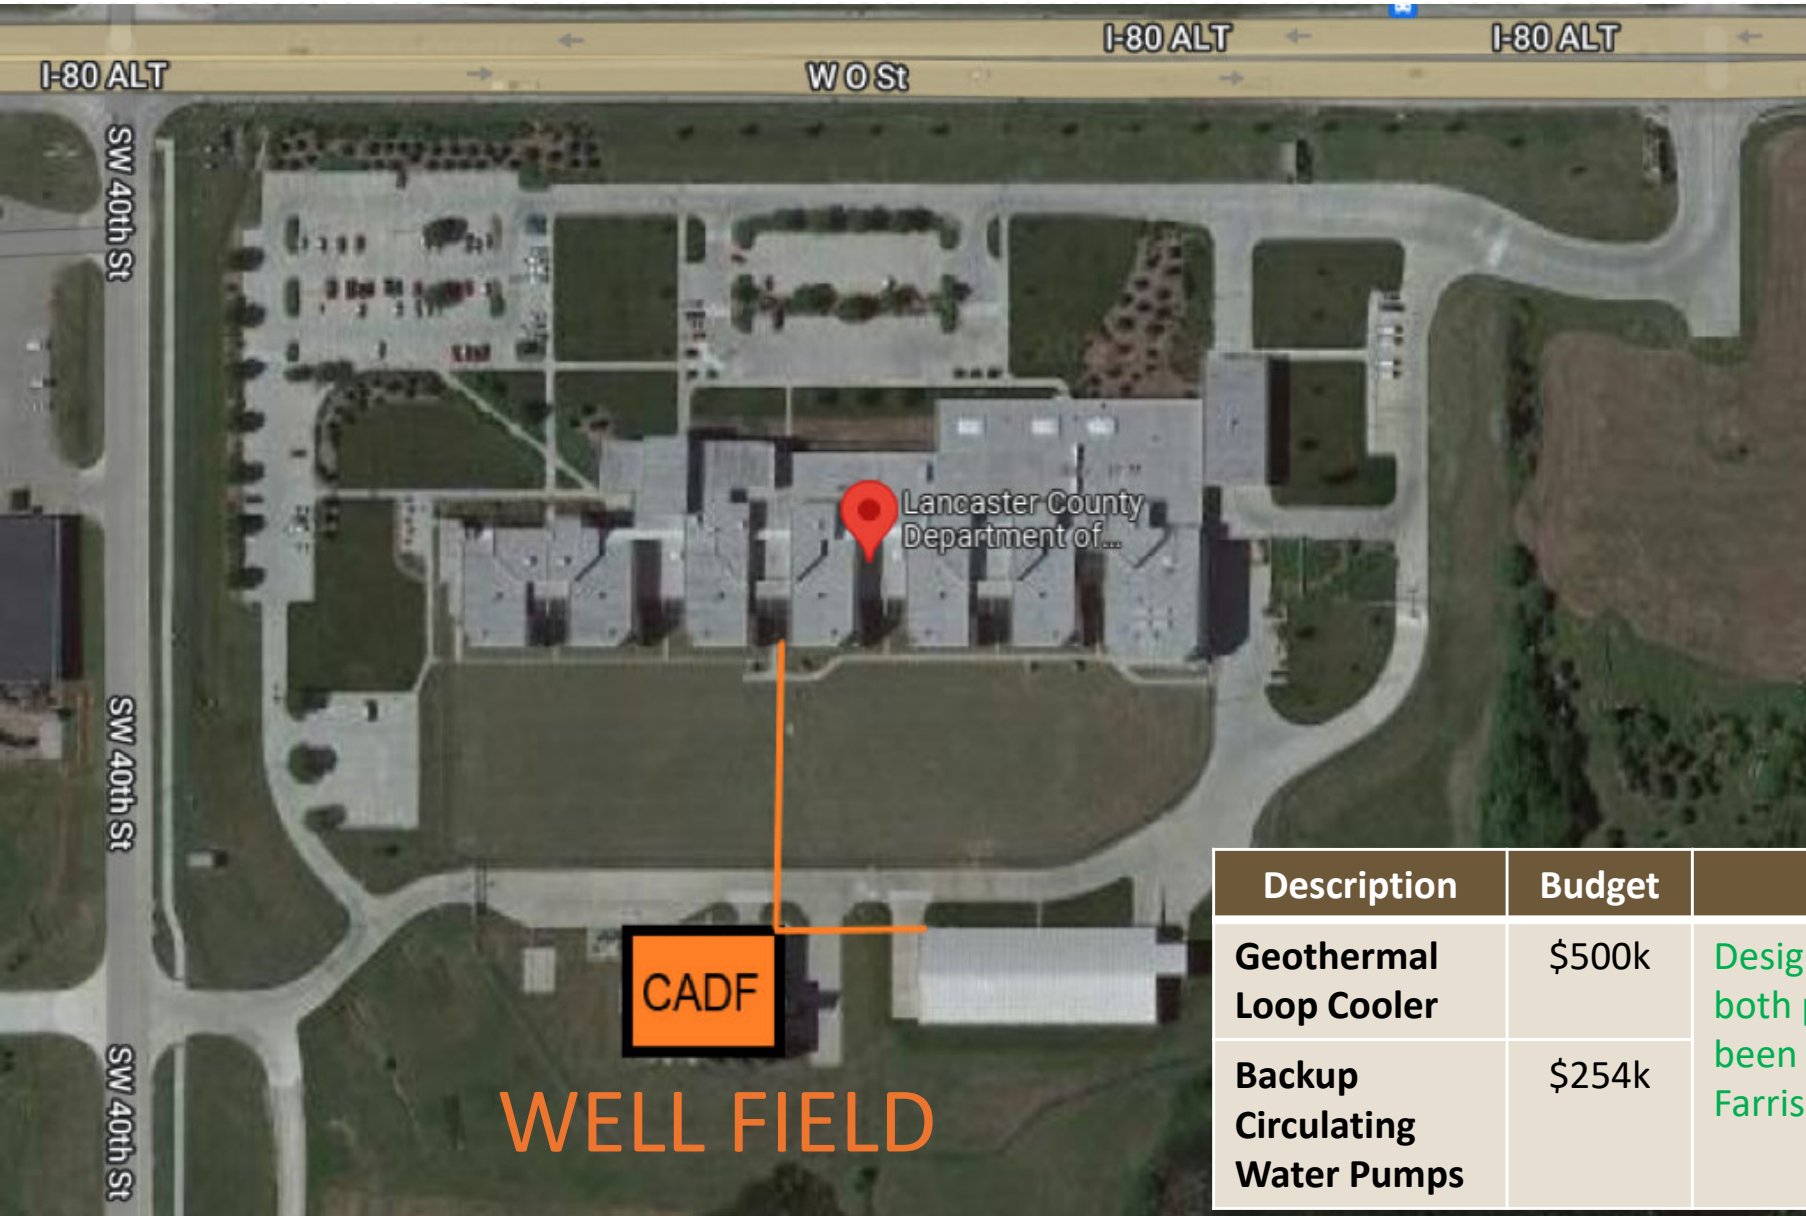 I-80 ALT
I-80 ALT
I-80 ALT
W O St
SW 40th St
Lancaster County
Department of...
SW 40th St
CADF
WELL FIELD
SW 40th St
Description Budget
Geothermal
Loop Cooler
$500k
Backup
Circulating
Water Pumps
$254k
Desig
both p
been
Farris